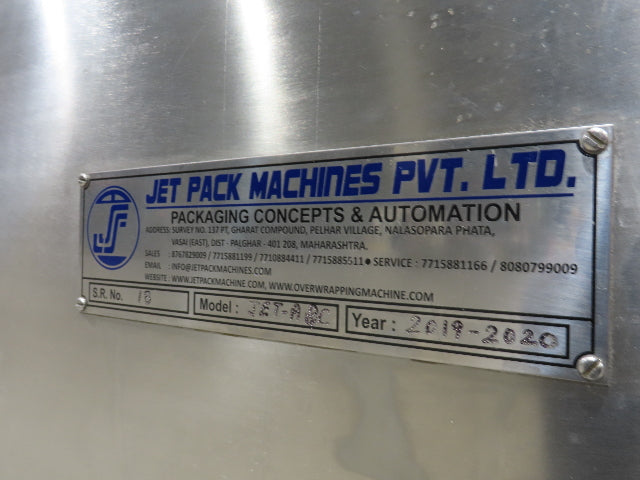 JET PACK MACHINES PVT. LTD.
PACKAGING CONCEPTS & AUTOMATION
ADDRESS: SURVEY NO. 137 PT, GHARAT COMPOUND, PELHAR VILLAGE, NALASOPARA PHATA,
VASAI (EAST), DIST - PALGHAR - 401 208, MAHARASHTRA.
SALES 8767829009 / 7715881199 / 7710884411 / 7715885511 ● SERVICE : 7715881166 / 8080799009
EMAIL : INFO@JETPACKMACHINES.COM
WEBSITE : WWW.JETPACKMACHINE.COM, WWW.OVERWRAPPINGMACHINE.COM
S.R. No. 18 Model : Year : 2019-2020